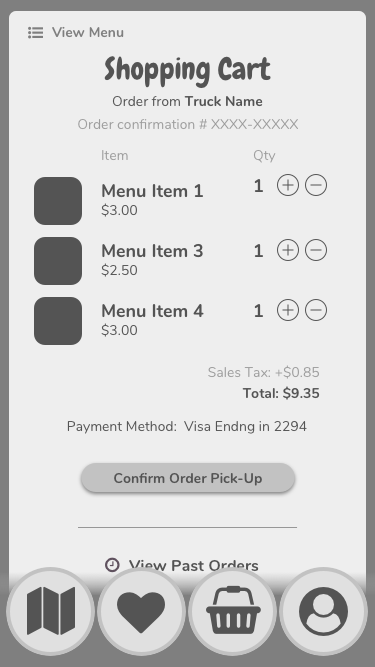 View Menu
Shopping Cart
Order from Truck Name
Order confirmation # XXXX-XXXXX
Item Qty
Menu Item 1 1
$3.00
Menu Item 3 1
$2.50
Menu Item 4 1
$3.00
Sales Tax: +$0.85
Total: $9.35
Payment Method: Visa Endng in 2294
Confirm Order Pick-Up
View Past Orders